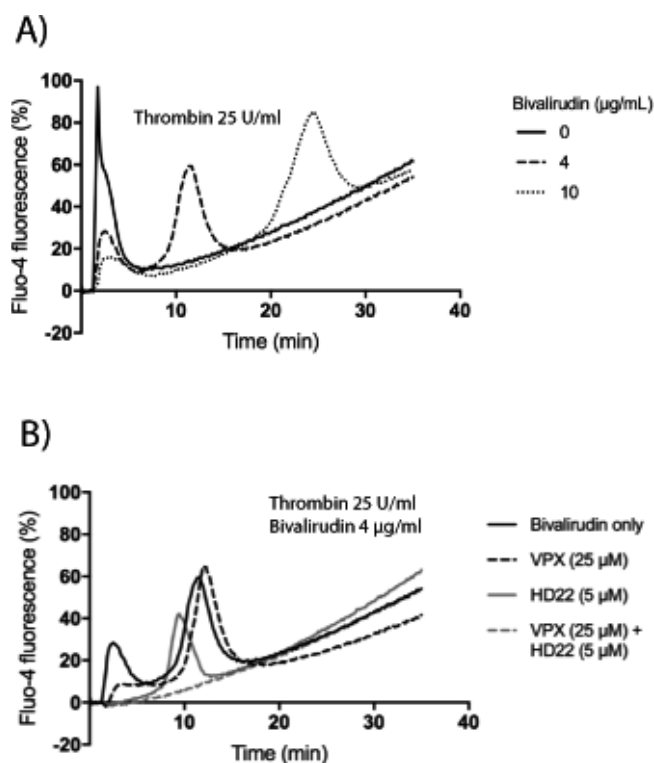 A)
Thrombin 25 U/ml
Bivalirudin (µg/mL)
0
4
10
Fluo-4 fluorescence (%)
100
80
60
40
20
0
-20
10
20
30
40
Time (min)
B)
Thrombin 25 U/ml
Bivalirudin 4 µg/ml
Bivalirudin only
VPX (25 µM)
HD22 (5 µM)
VPX (25 µM) +
HD22 (5 µM)
Fluo-4 fluorescence (%)
100
80
60
40
20
0
-20
10
20
30
40
Time (min)